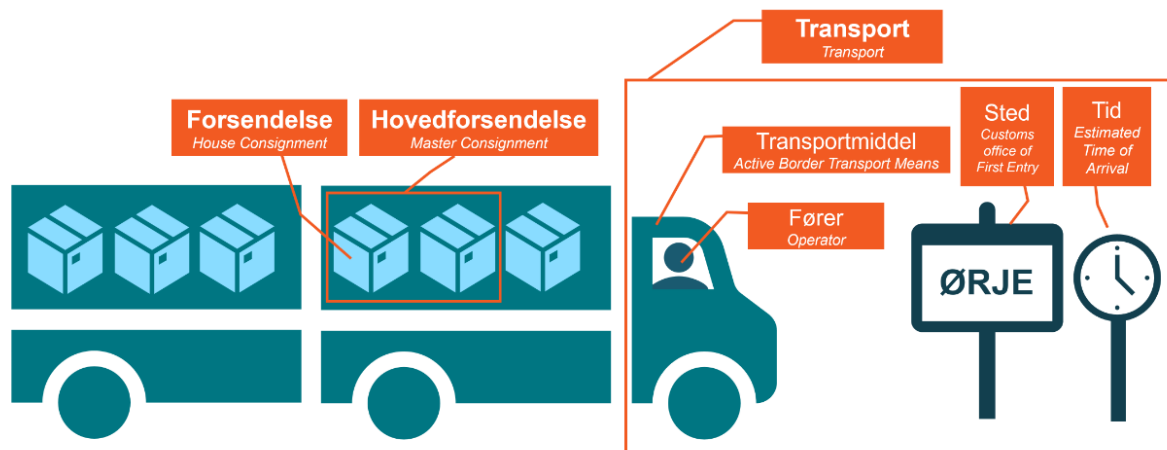 Transport
Transport
Forsendelse
House Consignment
Hovedforsendelse
Master Consignment
Transportmiddel
Active Border Transport Means
Sted
Customs
office of
First Entry
Tid
Estimated
Time of
Arrival
Fører
Operator
ØRJE